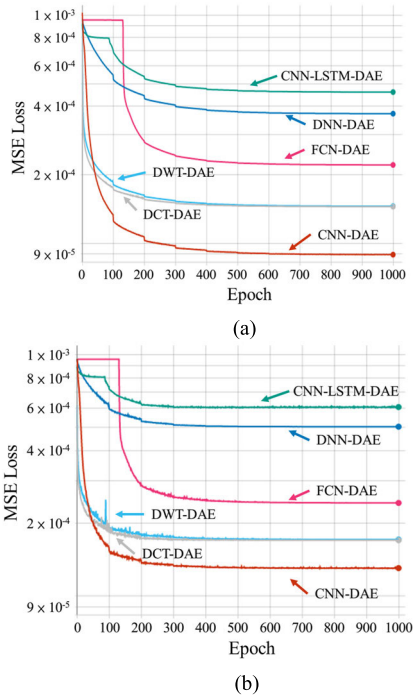 1 × 10⁻³
8 × 10⁻⁴
4 × 10⁻⁴
2 × 10⁻⁴
9 × 10⁻⁵
MSE Loss
CNN-LSTM-DAE
DNN-DAE
FCN-DAE
DWT-DAE
DCT-DAE
CNN-DAE
0 100 200 300 400 500 600 700 800 900 1000
Epoch
(a)
1 × 10⁻³
8 × 10⁻⁴
6 × 10⁻⁴
4 × 10⁻⁴
2 × 10⁻⁴
9 × 10⁻⁵
MSE Loss
CNN-LSTM-DAE
DNN-DAE
FCN-DAE
DWT-DAE
DCT-DAE
CNN-DAE
0 100 200 300 400 500 600 700 800 900 1000
Epoch
(b)